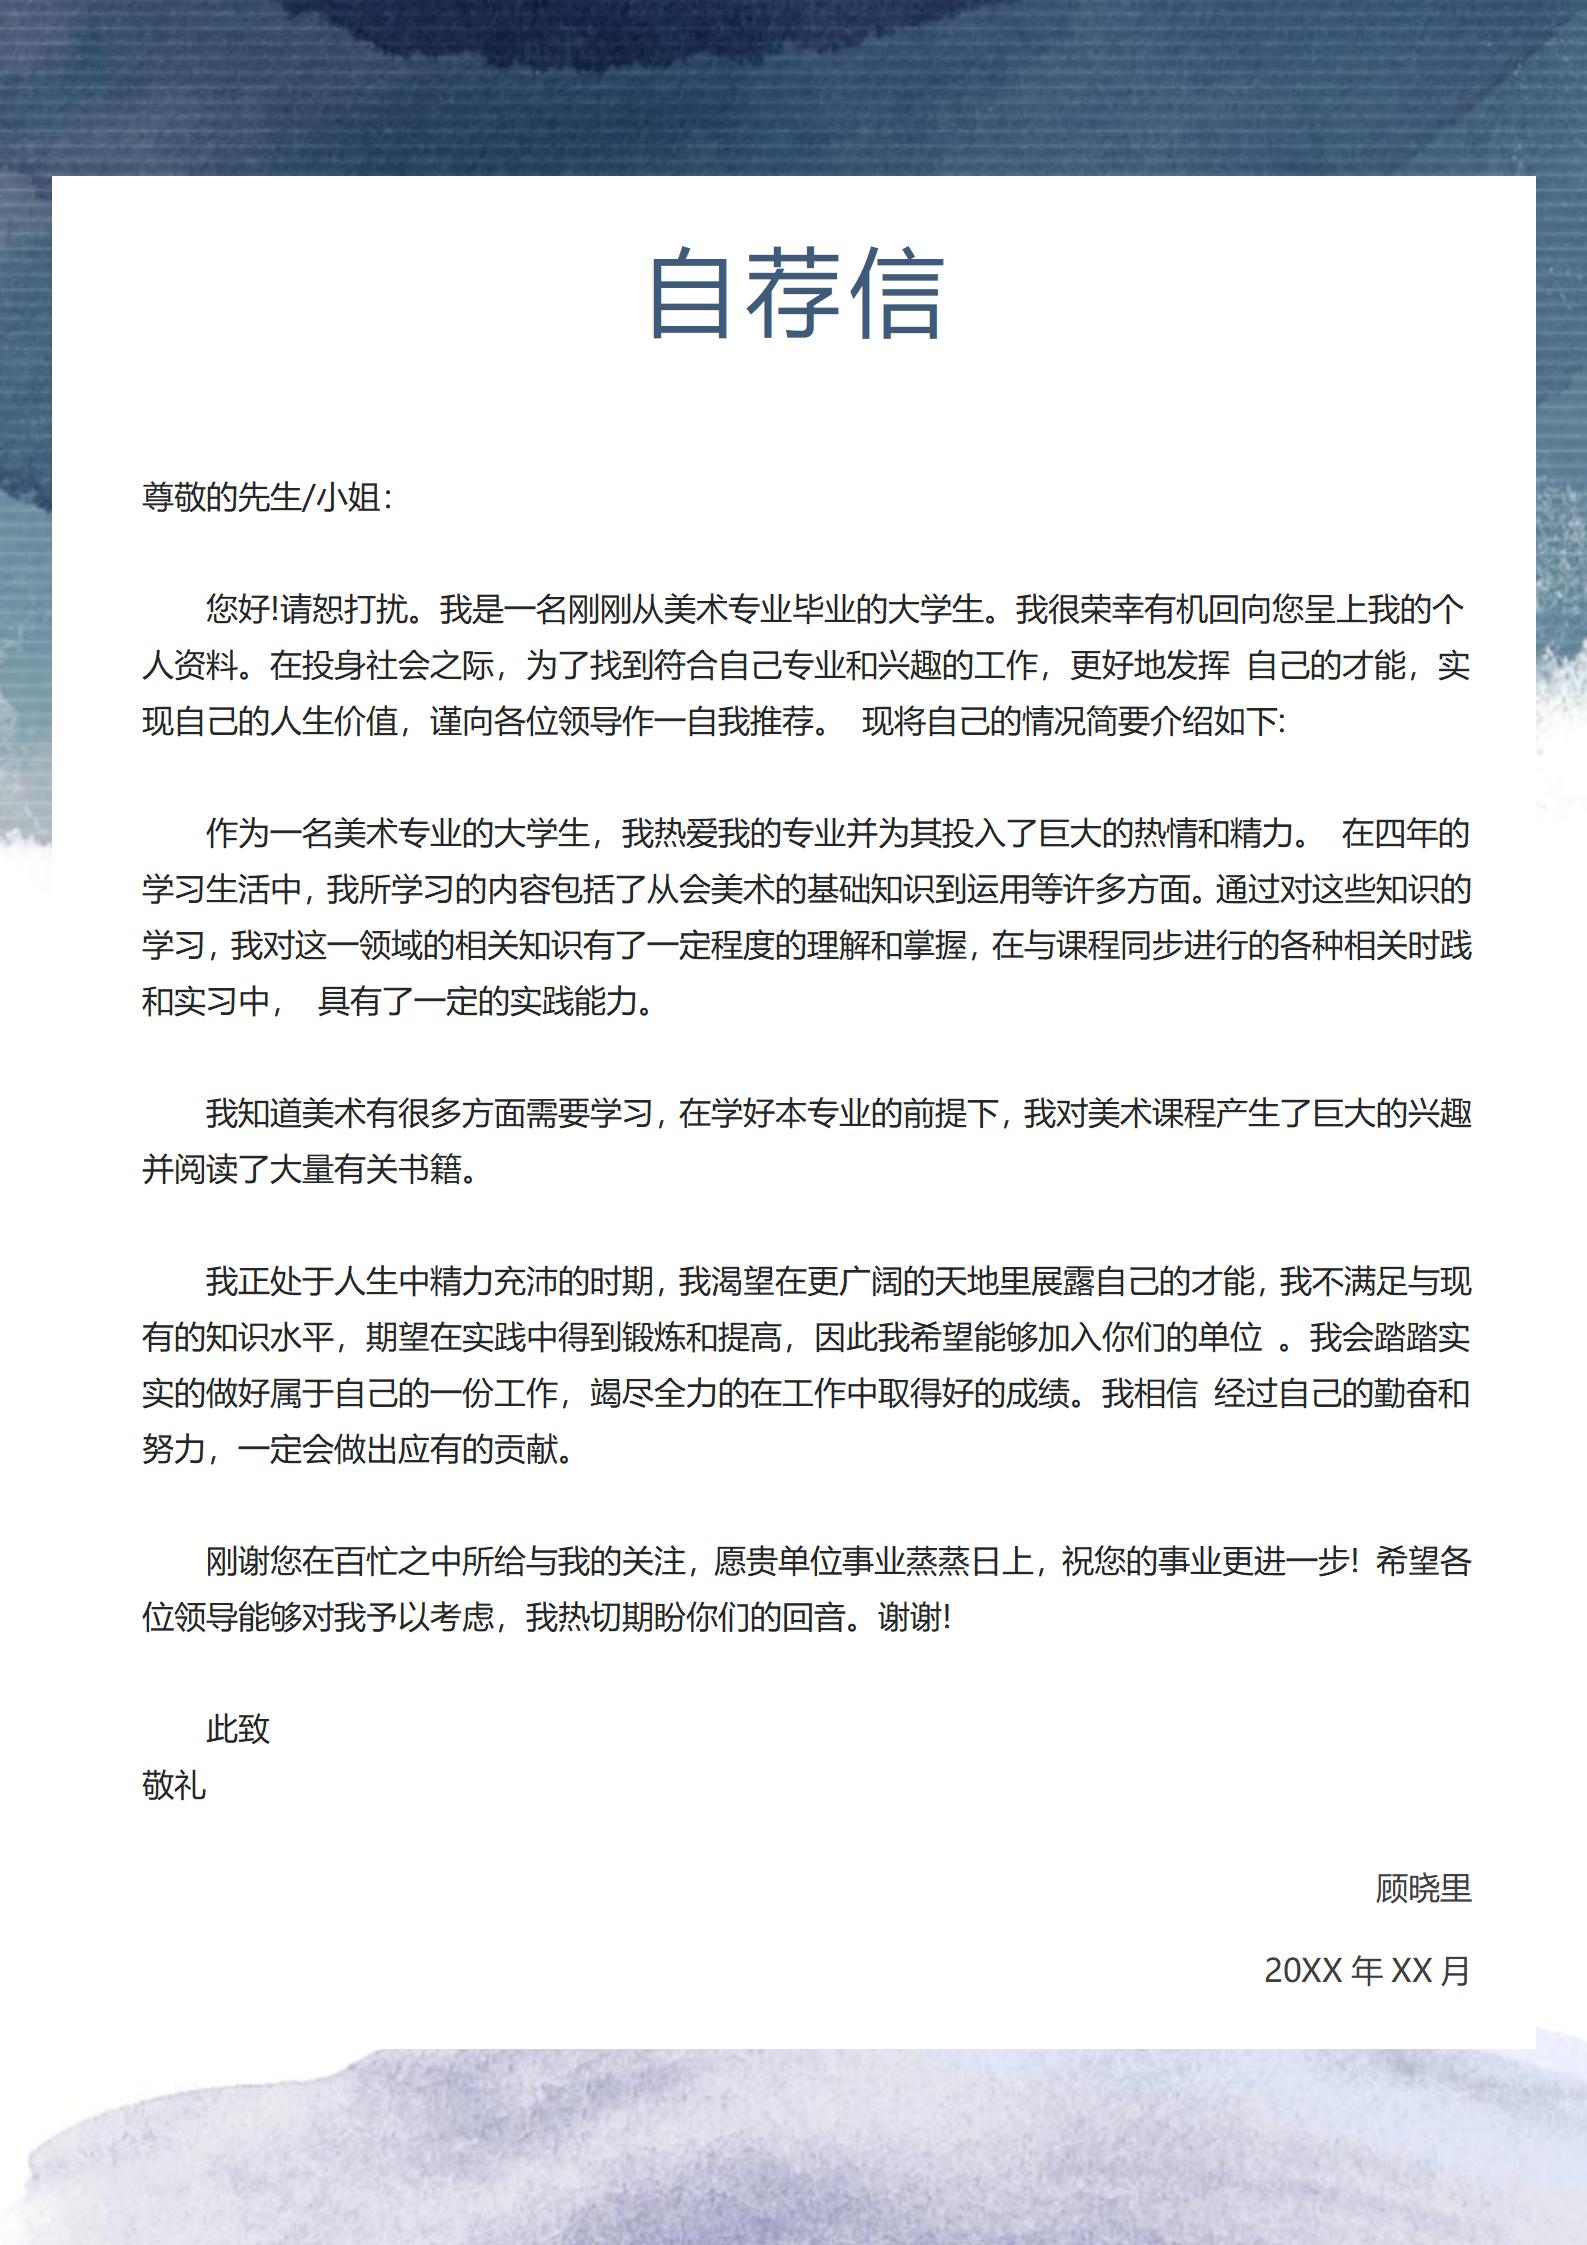 自荐信
尊敬的先生/小姐：
您好!请恕打扰。我是一名刚刚从美术专业毕业的大学生。我很荣幸有机回向您呈上我的个
人资料。在投身社会之际，为了找到符合自己专业和兴趣的工作，更好地发挥 自己的才能，实
现自己的人生价值，谨向各位领导作一自我推荐。 现将自己的情况简要介绍如下:
作为一名美术专业的大学生，我热爱我的专业并为其投入了巨大的热情和精力。 在四年的
学习生活中，我所学习的内容包括了从会美术的基础知识到运用等许多方面。通过对这些知识的
学习，我对这一领域的相关知识有了一定程度的理解和掌握，在与课程同步进行的各种相关时践
和实习中， 具有了一定的实践能力。
我知道美术有很多方面需要学习，在学好本专业的前提下，我对美术课程产生了巨大的兴趣
并阅读了大量有关书籍。
我正处于人生中精力充沛的时期，我渴望在更广阔的天地里展露自己的才能，我不满足与现
有的知识水平，期望在实践中得到锻炼和提高，因此我希望能够加入你们的单位 。我会踏踏实
实的做好属于自己的一份工作，竭尽全力的在工作中取得好的成绩。我相信 经过自己的勤奋和
努力，一定会做出应有的贡献。
刚谢您在百忙之中所给与我的关注，愿贵单位事业蒸蒸日上，祝您的事业更进一步! 希望各
位领导能够对我予以考虑，我热切期盼你们的回音。谢谢!
此致
敬礼
顾晓里
20XX 年 XX 月